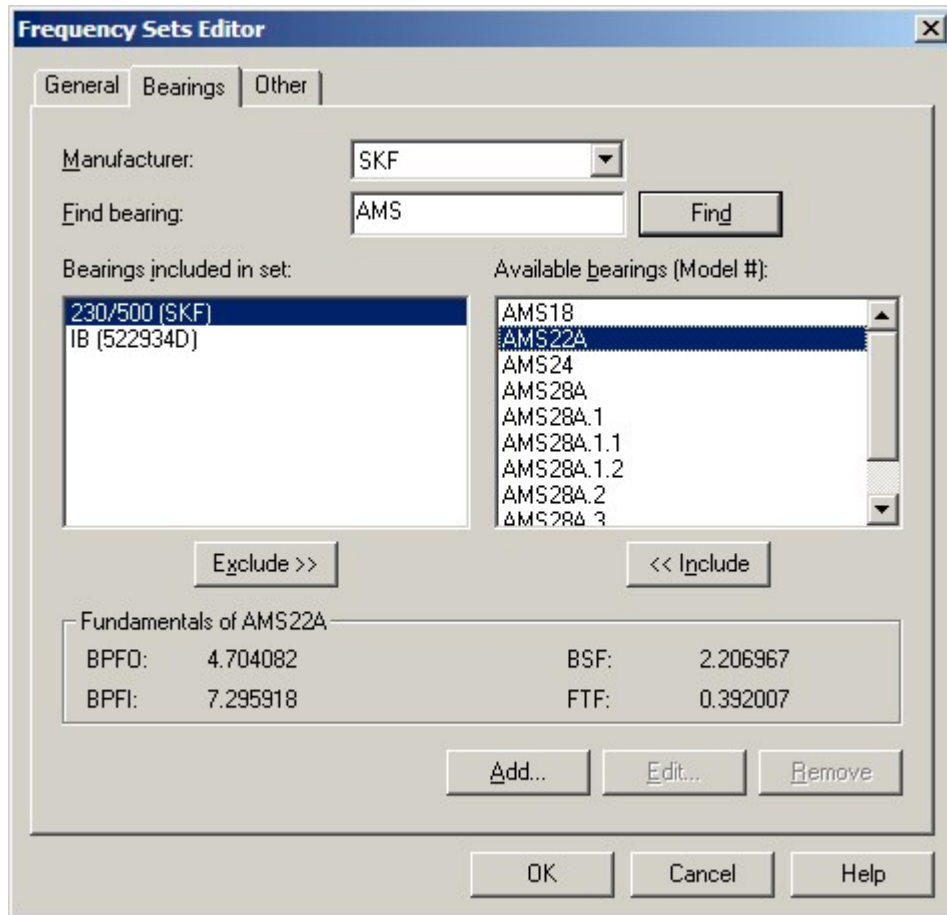 Frequency Sets Editor
General Bearings Other
Manufacturer: SKF
Find bearing: AMS Find
Bearings included in set:
230/500 (SKF)
IB (522934D)
Available bearings (Model #):
AMS18
AMS22A
AMS24
AMS28A
AMS28A.1
AMS28A.1.1
AMS28A.1.2
AMS28A.2
AMS28A.3
Exclude >> << Include
Fundamentals of AMS22A
BPFO: 4.704082 BSF: 2.206967
BPFI: 7.295918 FTF: 0.392007
Add... Edit... Remove
OK Cancel Help